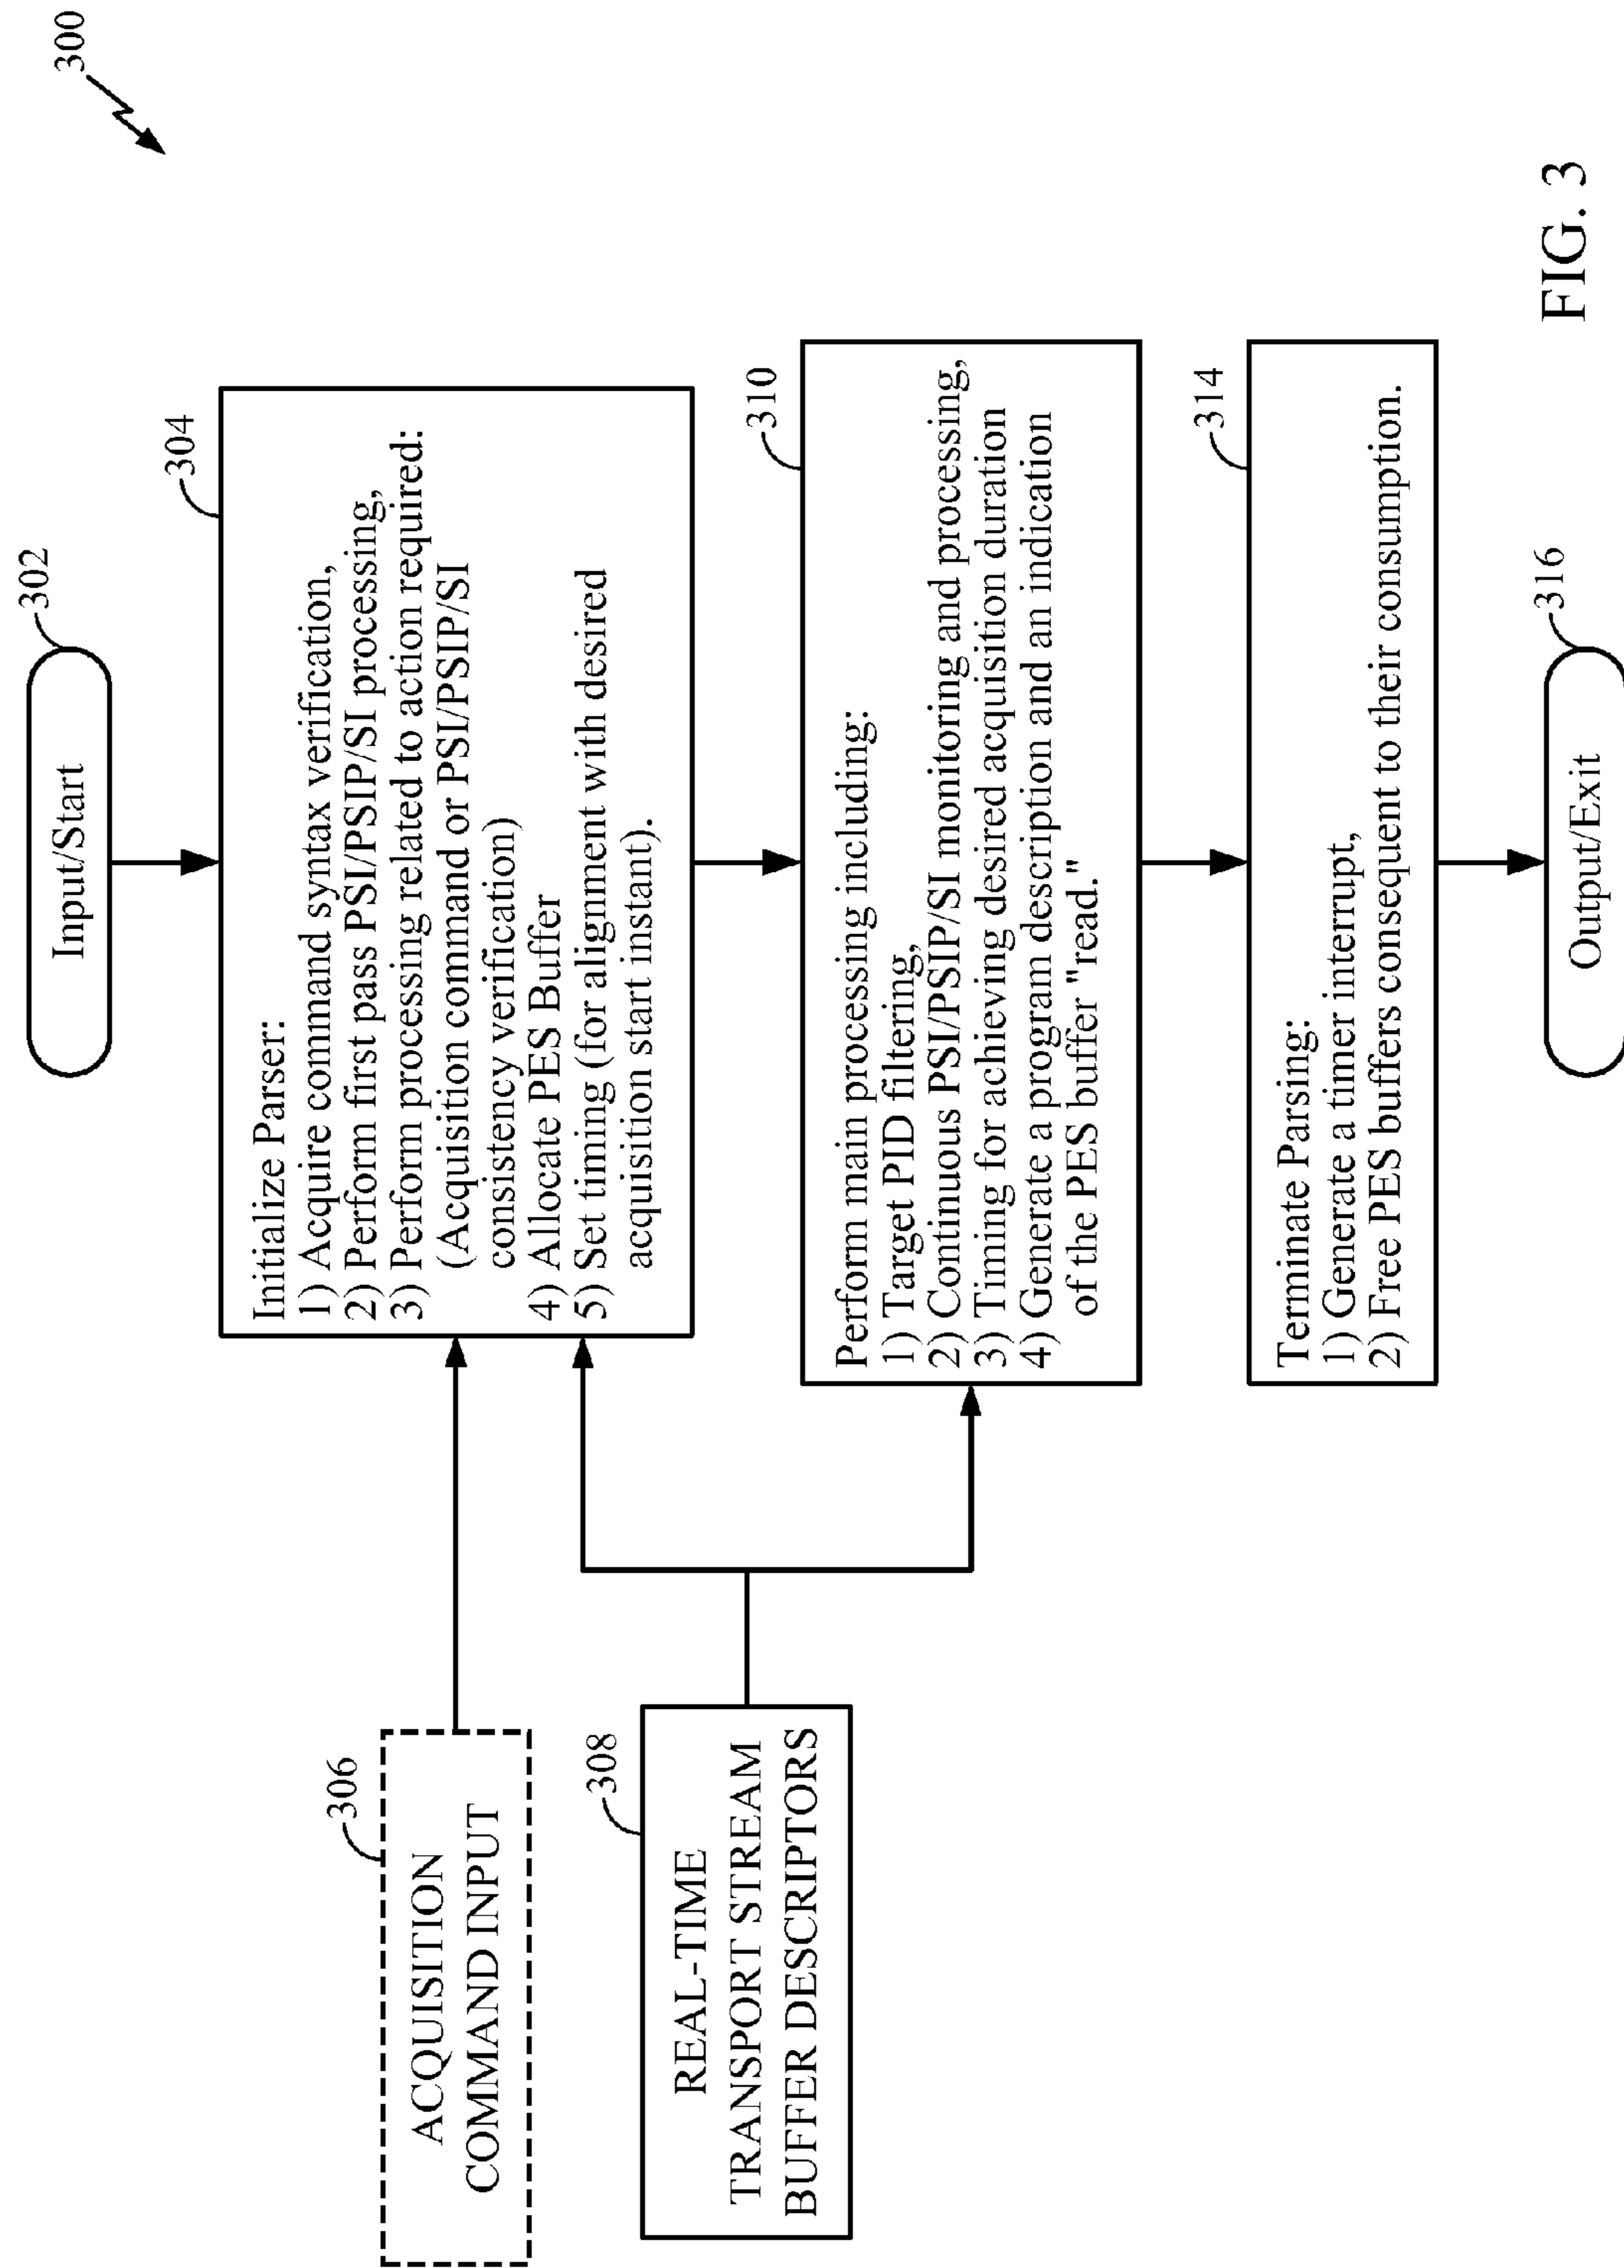 300
302
Input/Start
304
Initialize Parser:
1) Acquire command syntax verification,
2) Perform first pass PSI/PSIP/SI processing,
3) Perform processing related to action required:
(Acquisition command or PSI/PSIP/SI
consistency verification)
4) Allocate PES Buffer
5) Set timing (for alignment with desired
acquisition start instant).
306
ACQUISITION
COMMAND INPUT
308
REAL-TIME
TRANSPORT STREAM
BUFFER DESCRIPTORS
310
Perform main processing including:
1) Target PID filtering,
2) Continuous PSI/PSIP/SI monitoring and processing,
3) Timing for achieving desired acquisition duration
4) Generate a program description and an indication
of the PES buffer "read."
314
Terminate Parsing:
1) Generate a timer interrupt,
2) Free PES buffers consequent to their consumption.
316
Output/Exit
FIG. 3